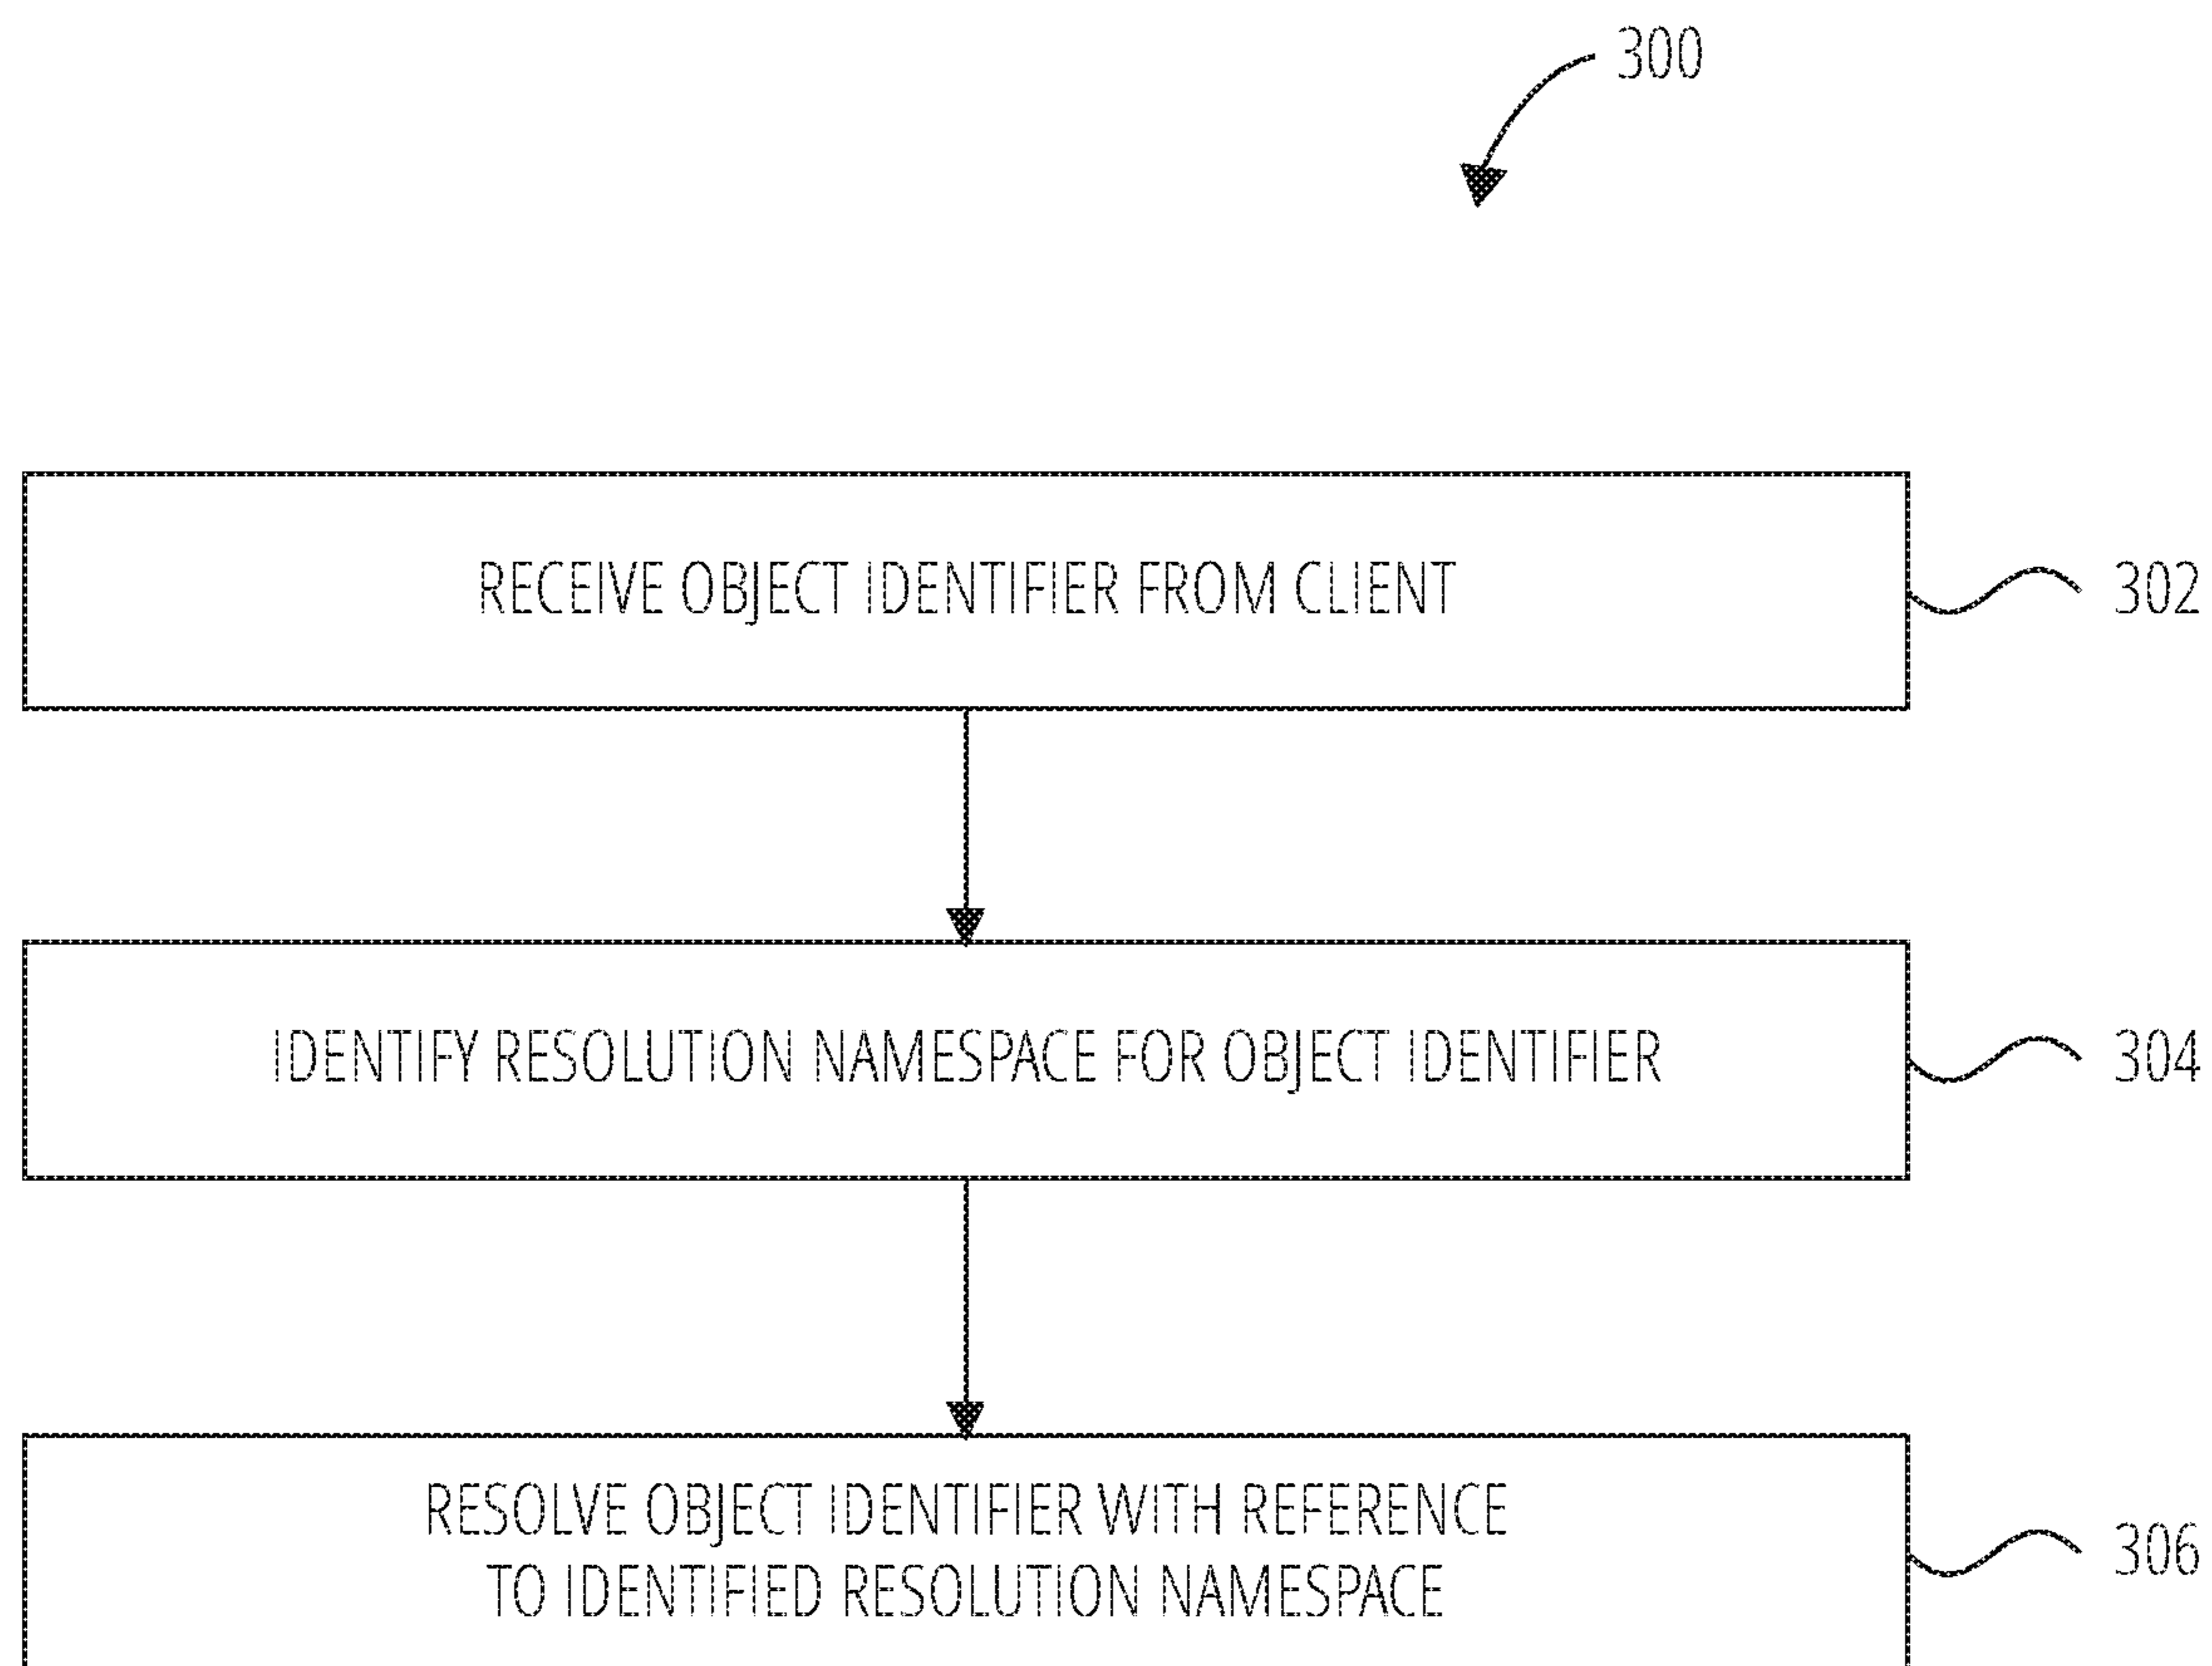 300
RECEIVE OBJECT IDENTIFIER FROM CLIENT
302
IDENTIFY RESOLUTION NAMESPACE FOR OBJECT IDENTIFIER
304
RESOLVE OBJECT IDENTIFIER WITH REFERENCE
TO IDENTIFIED RESOLUTION NAMESPACE
306